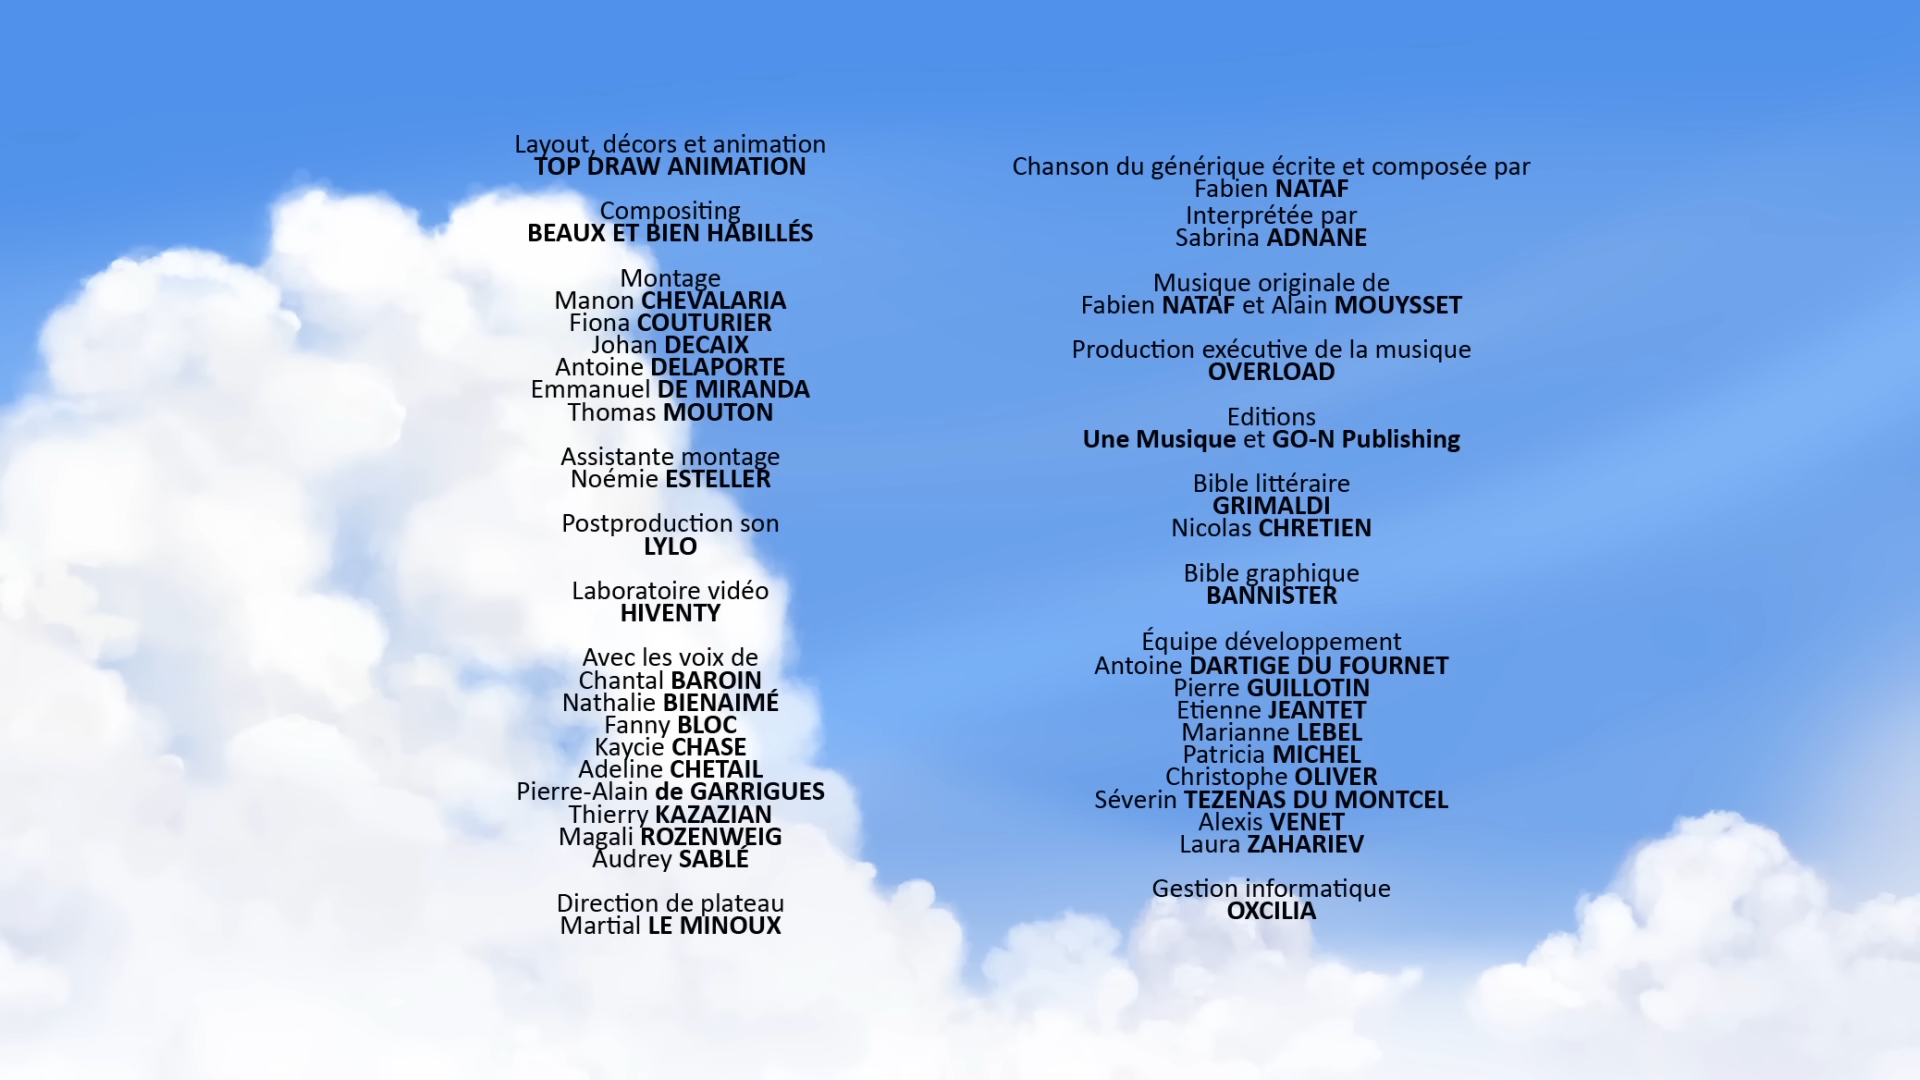 Layout, décors et animation
TOP DRAW ANIMATION
Compositing
BEAUX ET BIEN HABILLÉS
Montage
Manon CHEVALARIA
Fiona COUTURIER
Johan DECAIX
Antoine DELAPORTE
Emmanuel DE MIRANDA
Thomas MOUTON
Assistante montage
Noémie ESTELLER
Postproduction son
LYLO
Laboratoire vidéo
HIVENTY
Avec les voix de
Chantal BAROIN
Nathalie BIENAIMÉ
Fanny BLOC
Kaycie CHASE
Adeline CHETAIL
Pierre-Alain de GARRIGUES
Thierry KAZAZIAN
Magali ROZENWEIG
Audrey SABLÉ
Direction de plateau
Martial LE MINOUX
Chanson du générique écrite et composée par
Fabien NATAF
Interprétée par
Sabrina ADNANE
Musique originale de
Fabien NATAF et Alain MOUYSSET
Production exécutive de la musique
OVERLOAD
Editions
Une Musique et GO-N Publishing
Bible littéraire
GRIMALDI
Nicolas CHRETIEN
Bible graphique
BANNISTER
Équipe développement
Antoine DARTIGE DU FOURNET
Pierre GUILLOTIN
Etienne JEANTET
Marianne LEBEL
Patricia MICHEL
Christophe OLIVER
Séverin TEZENAS DU MONTCEL
Alexis VENET
Laura ZAHARIEV
Gestion informatique
OXCILIA